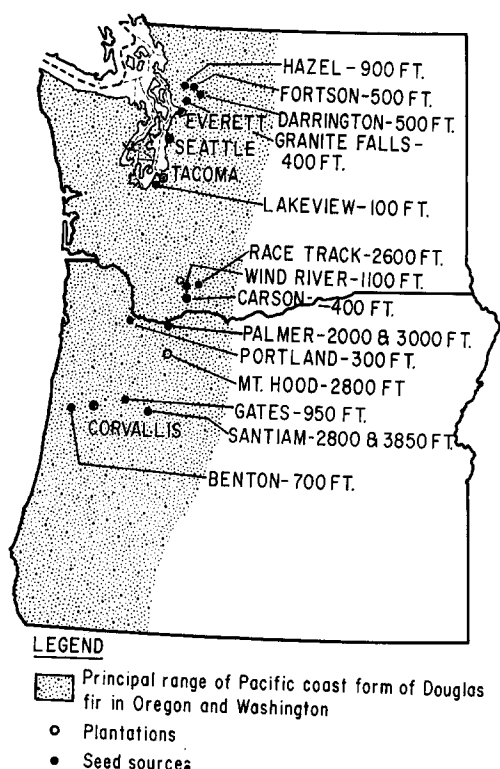 HAZEL-900 FT.
FORTSON-500 FT.
DARRINGTON-500 FT.
EVERETT
GRANITE FALLS-
400 FT.
SEATTLE
TACOMA
LAKEVIEW-100 FT.
RACE TRACK-2600 FT.
WIND RIVER-1100 FT.
CARSON-400 FT.
PALMER-2000 & 3000 FT.
PORTLAND-300 FT.
MT. HOOD-2800 FT
GATES-950 FT.
CORVALLIS
SANTIAM-2800 & 3850 FT.
BENTON-700 FT.
LEGEND
Principal range of Pacific coast form of Douglas
fir in Oregon and Washington
Plantations
Seed sources